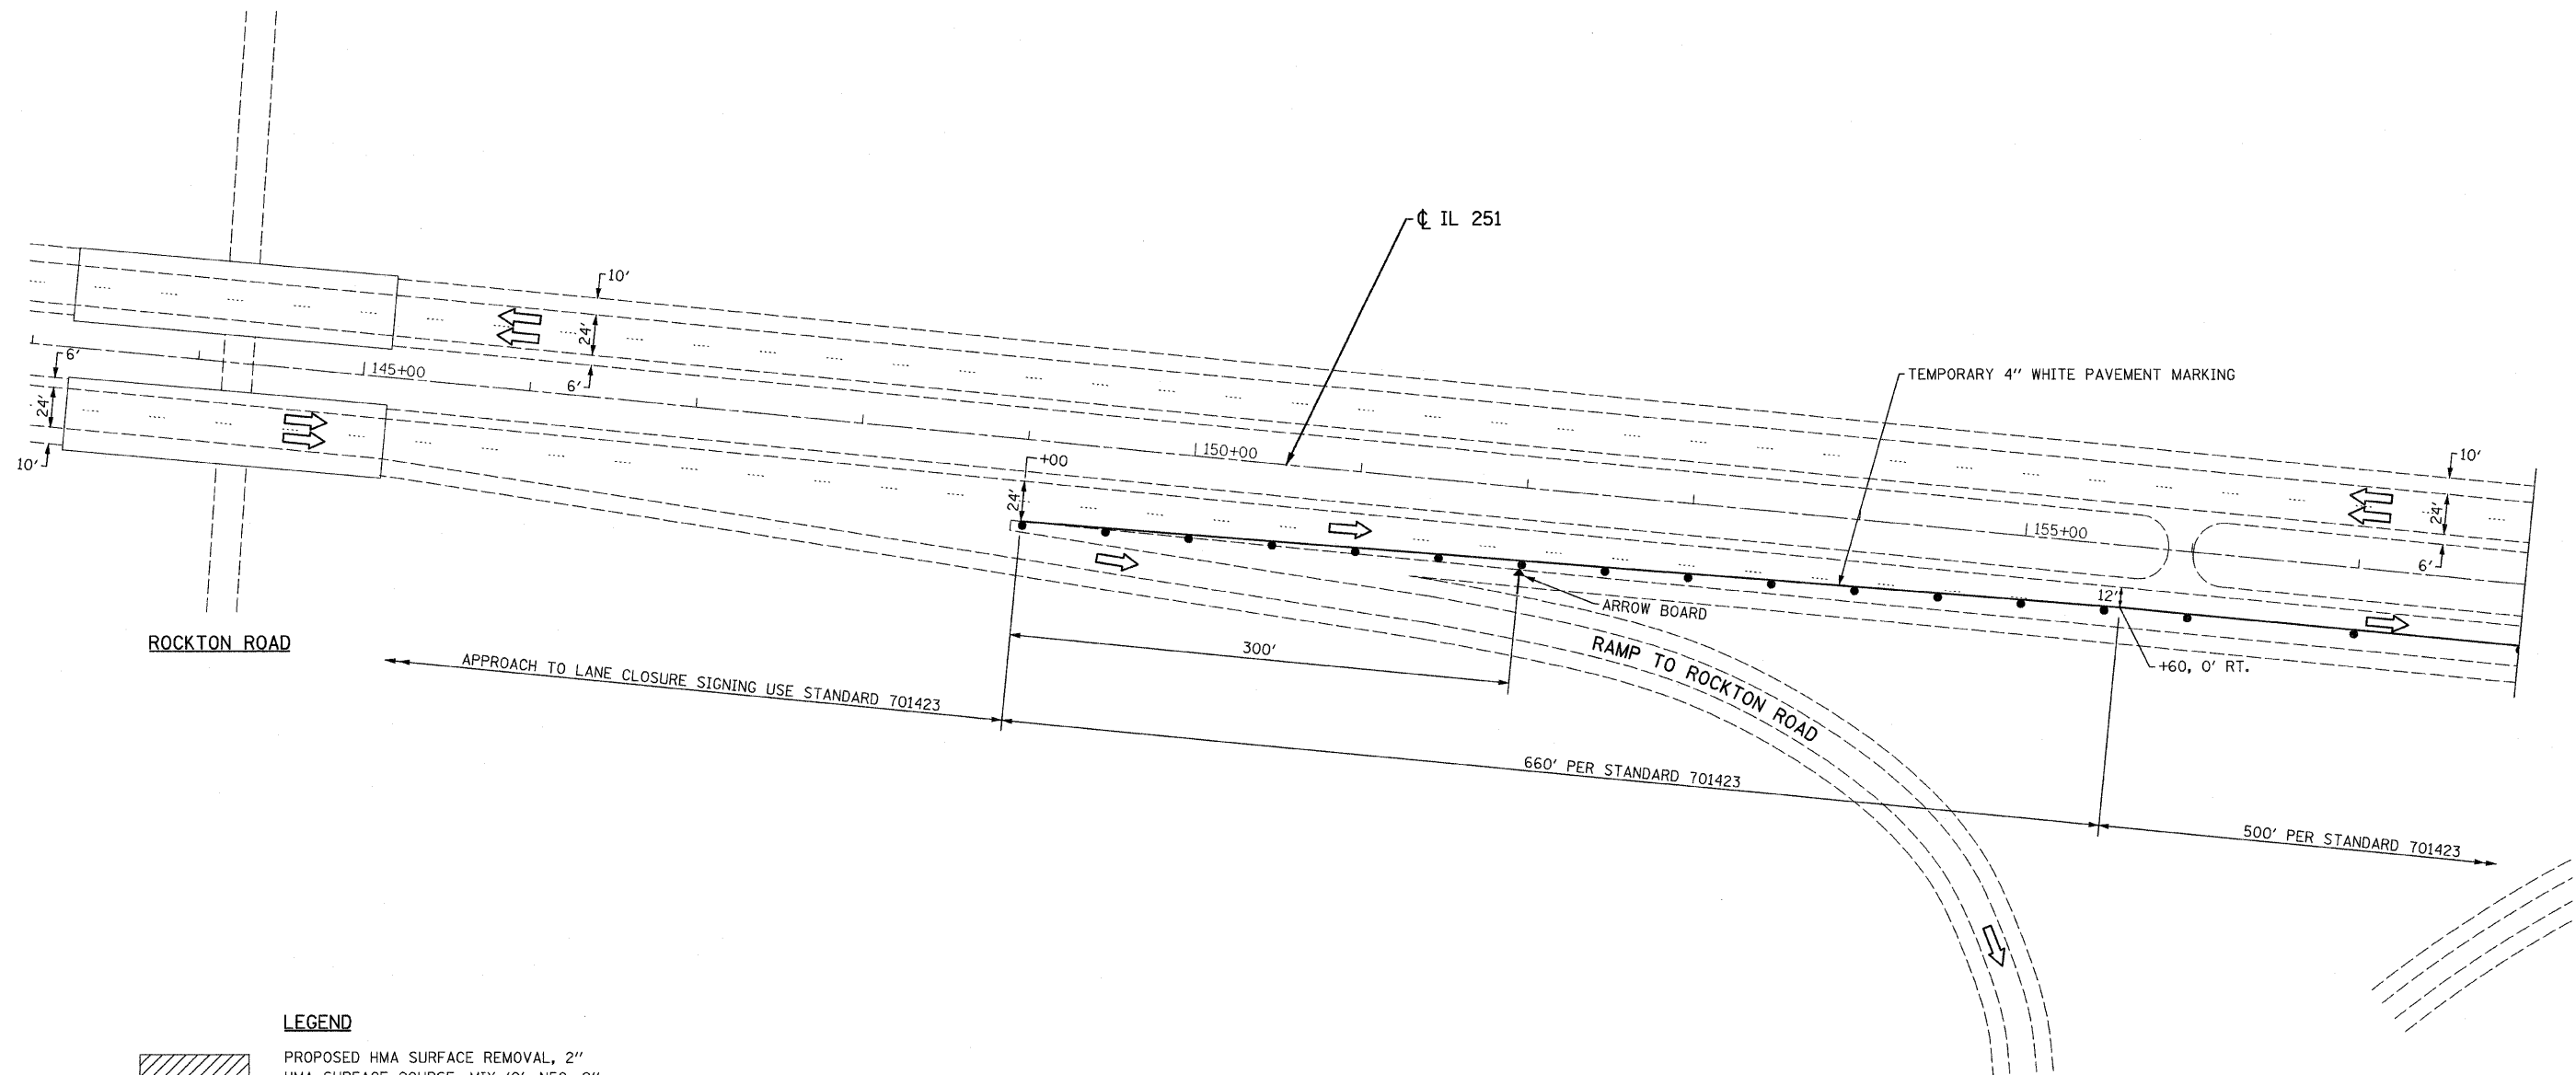 ℄ IL 251
10'
24'
6'
6'
24'
10'
145+00
150+00
+00
24'
TEMPORARY 4" WHITE PAVEMENT MARKING
10'
24'
6'
155+00
12'
+60, 0' RT.
ARROW BOARD
300'
RAMP TO ROCKTON ROAD
ROCKTON ROAD
APPROACH TO LANE CLOSURE SIGNING USE STANDARD 701423
660' PER STANDARD 701423
500' PER STANDARD 701423
LEGEND
PROPOSED HMA SURFACE REMOVAL, 2"